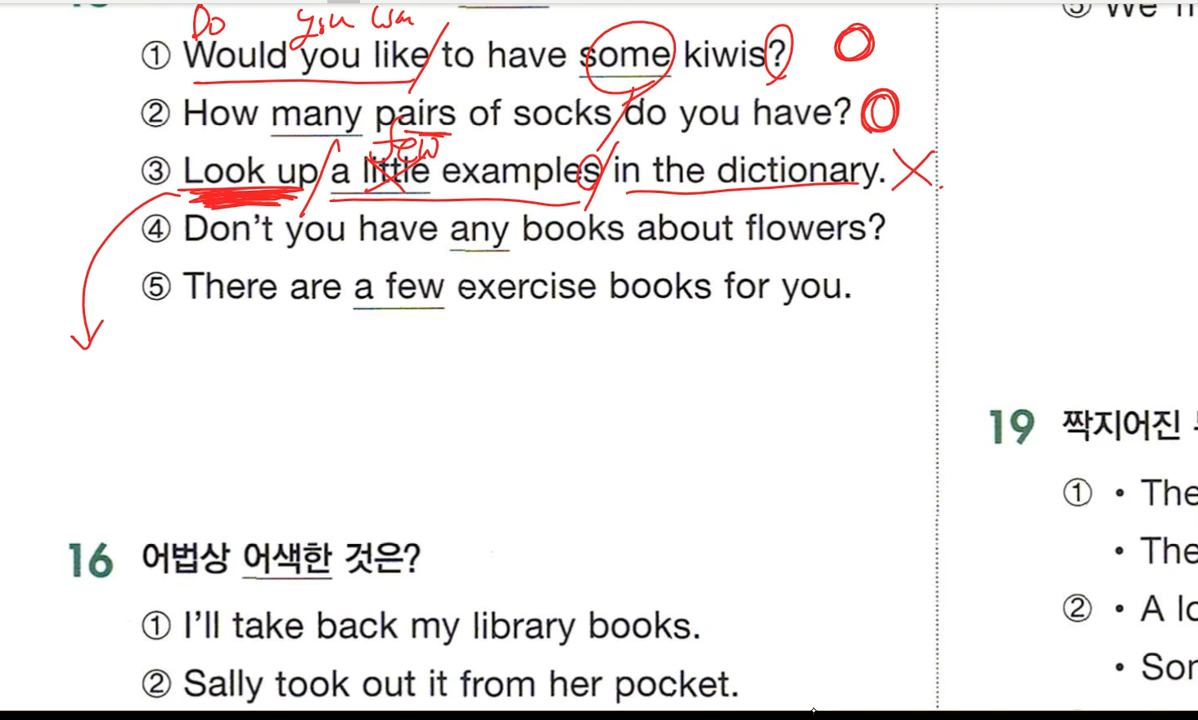 Do you wan
① Would you like to have some kiwis?
② How many pairs of socks do you have?
few
③ Look up a little examples in the dictionary.
④ Don't you have any books about flowers?
⑤ There are a few exercise books for you.
16 어법상 어색한 것은?
① I'll take back my library books.
② Sally took out it from her pocket.
⑤ We
19 짝지어진
① • The
• The
② • A lo
• Son